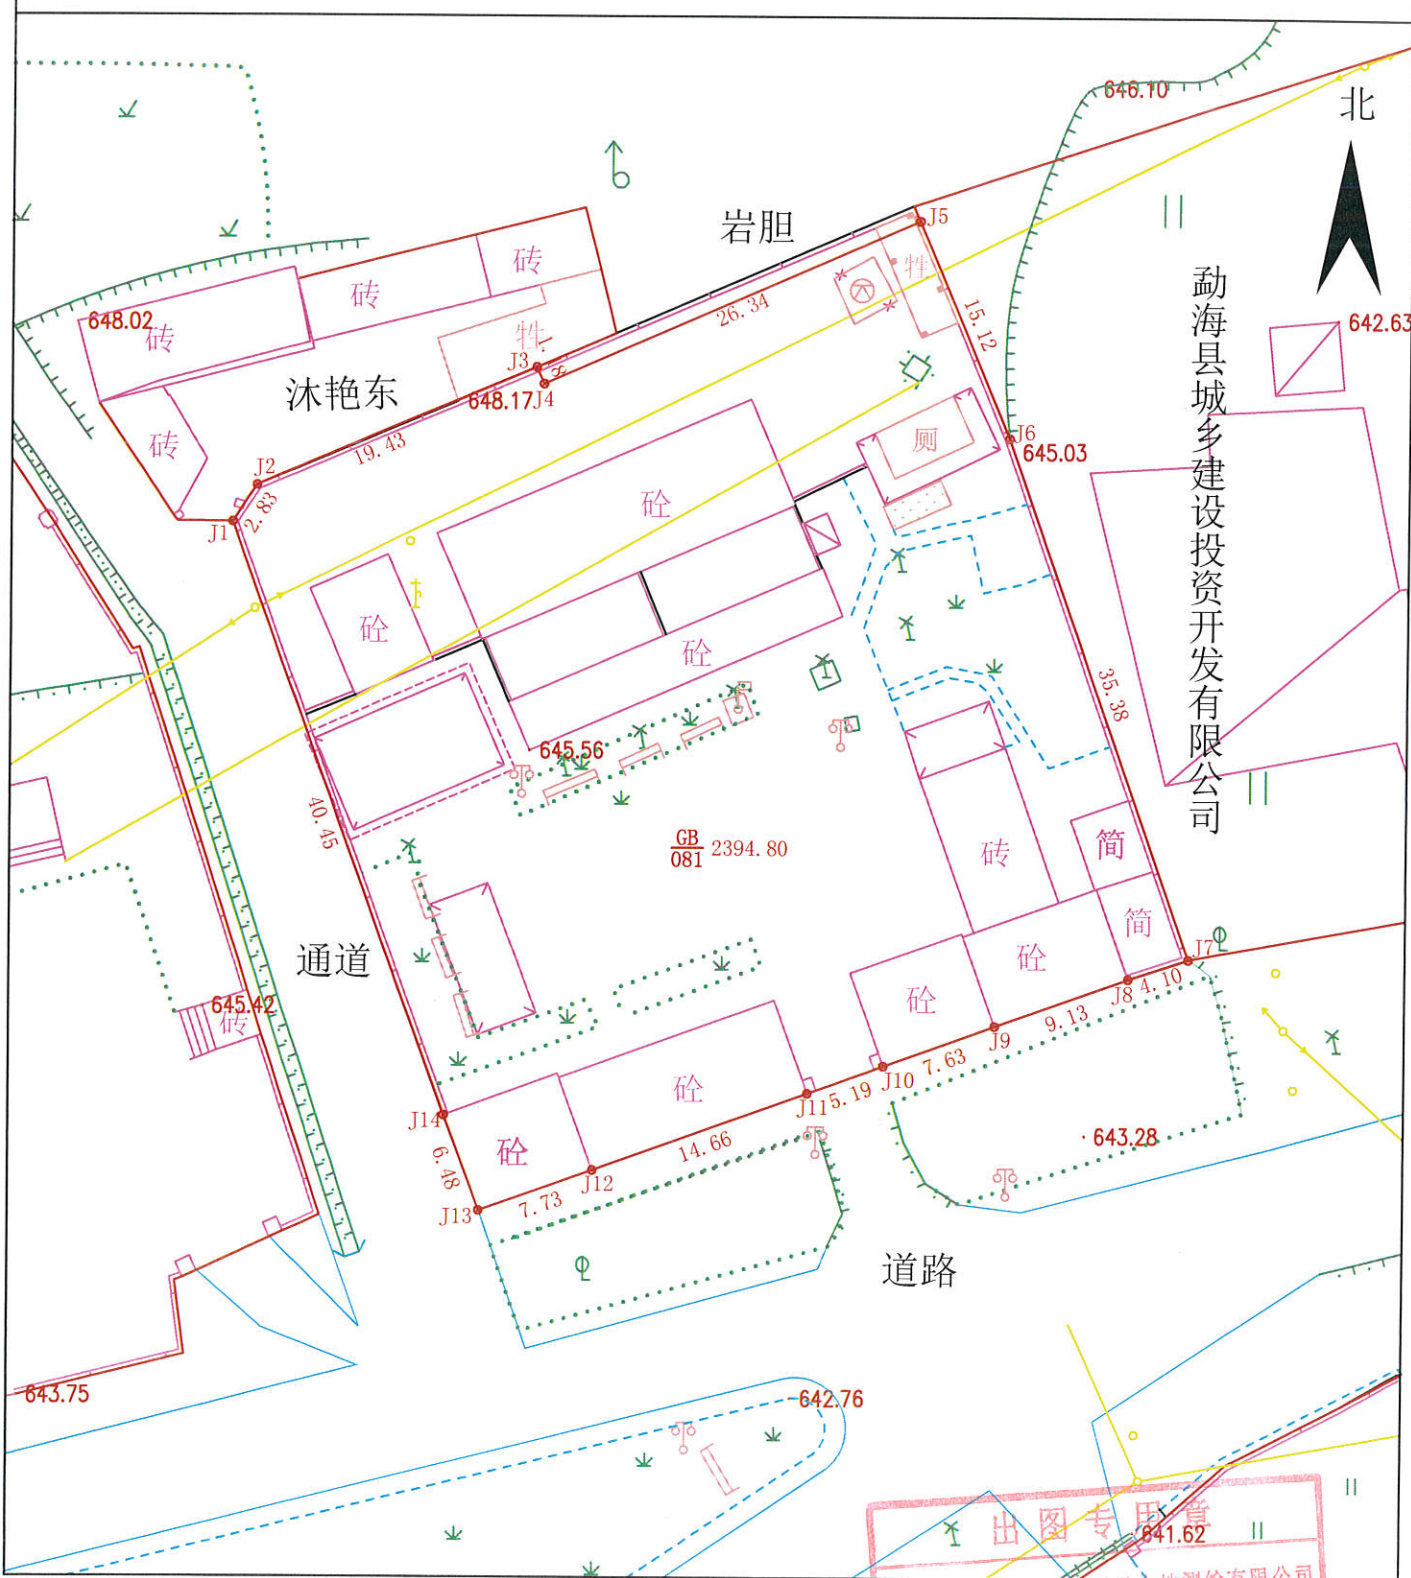 646.10
北
岩胆
J5
砖
牲
砖
26.34
15.12
勐海县城乡建设投资开发有限公司
648.02
砖
642.63
牲
J3
沐艳东
648.17
J4
J6
厕
645.03
砖
19.43
J2
2.83
J1
砼
砼
砼
35.38
645.56
40.45
GB
081
2394.80
简
砖
简
通道
砼
J7
645.42
砖
砼
J8
4.10
9.13
J9
7.63
J10
砼
J11
5.19
J14
643.28
砼
14.66
6.48
J12
7.73
J13
道路
643.75
642.76
出图专用章
641.62